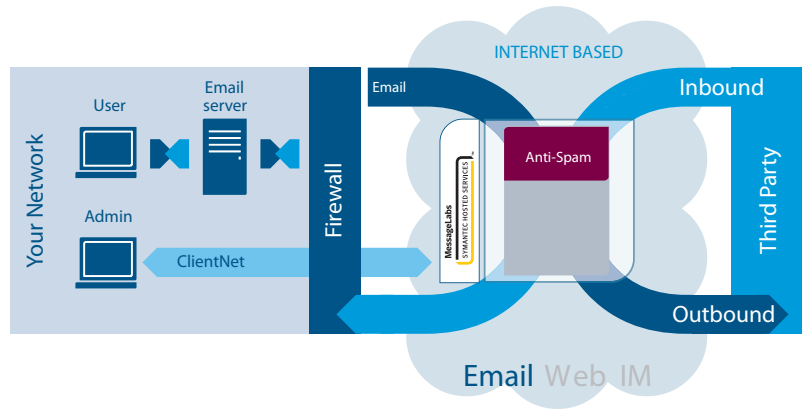 INTERNET BASED
Your Network
User
Email
server
Admin
ClientNet
Firewall
Email
MessageLabs
SYMANTEC HOSTED SERVICES
™
Anti-Spam
Inbound
Third Party
Outbound
Email Web IM